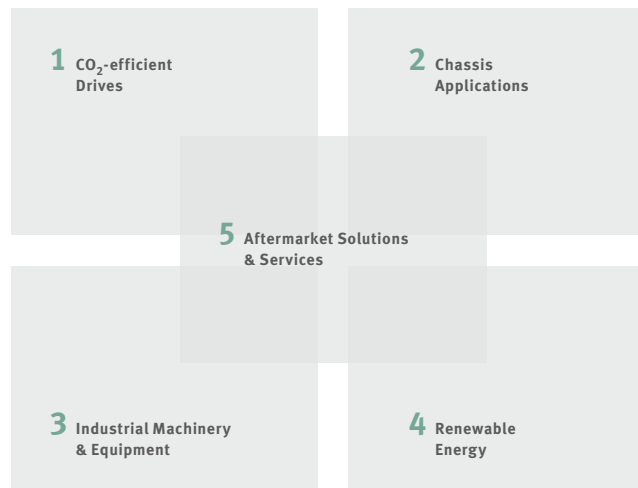 1 CO₂-efficient
Drives
2 Chassis
Applications
5 Aftermarket Solutions
& Services
3 Industrial Machinery
& Equipment
4 Renewable
Energy